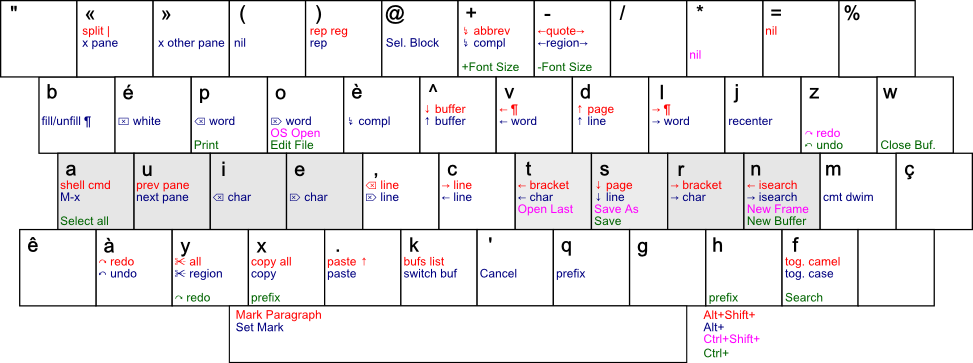 " « » ( ) @ + - / * = %
split | rep reg ␘ abbrev ←quote→ nil
x pane x other pane nil rep Sel. Block ␘ compl ←region→
nil
+Font Size -Font Size
b é p o è ^ v d l j z w
↓ buffer ← ¶ ↑ page → ¶
fill/unfill ¶ ⌦ white ⌫ word ⌦ word ␘ compl ↑ buffer ← word ↑ line → word recenter
OS Open ↷ redo
Print Edit File ↶ undo Close Buf.
a u i e , c t s r n m ç
shell cmd prev pane ⌫ line → line ← bracket ↓ page → bracket ← isearch
M-x next pane ⌫ char ⌦ char ⌦ line ← line ← char ↓ line → char → isearch cmt dwim
Open Last Save As New Frame
Select all Save New Buffer
ê à y x . k ' q g h f
↷ redo ✂ all copy all paste ↑ bufs list tog. camel
↶ undo ✂ region copy paste switch buf Cancel prefix tog. case
↷ redo prefix prefix Search
Mark Paragraph Alt+Shift+
Set Mark Alt+
Ctrl+Shift+
Ctrl+